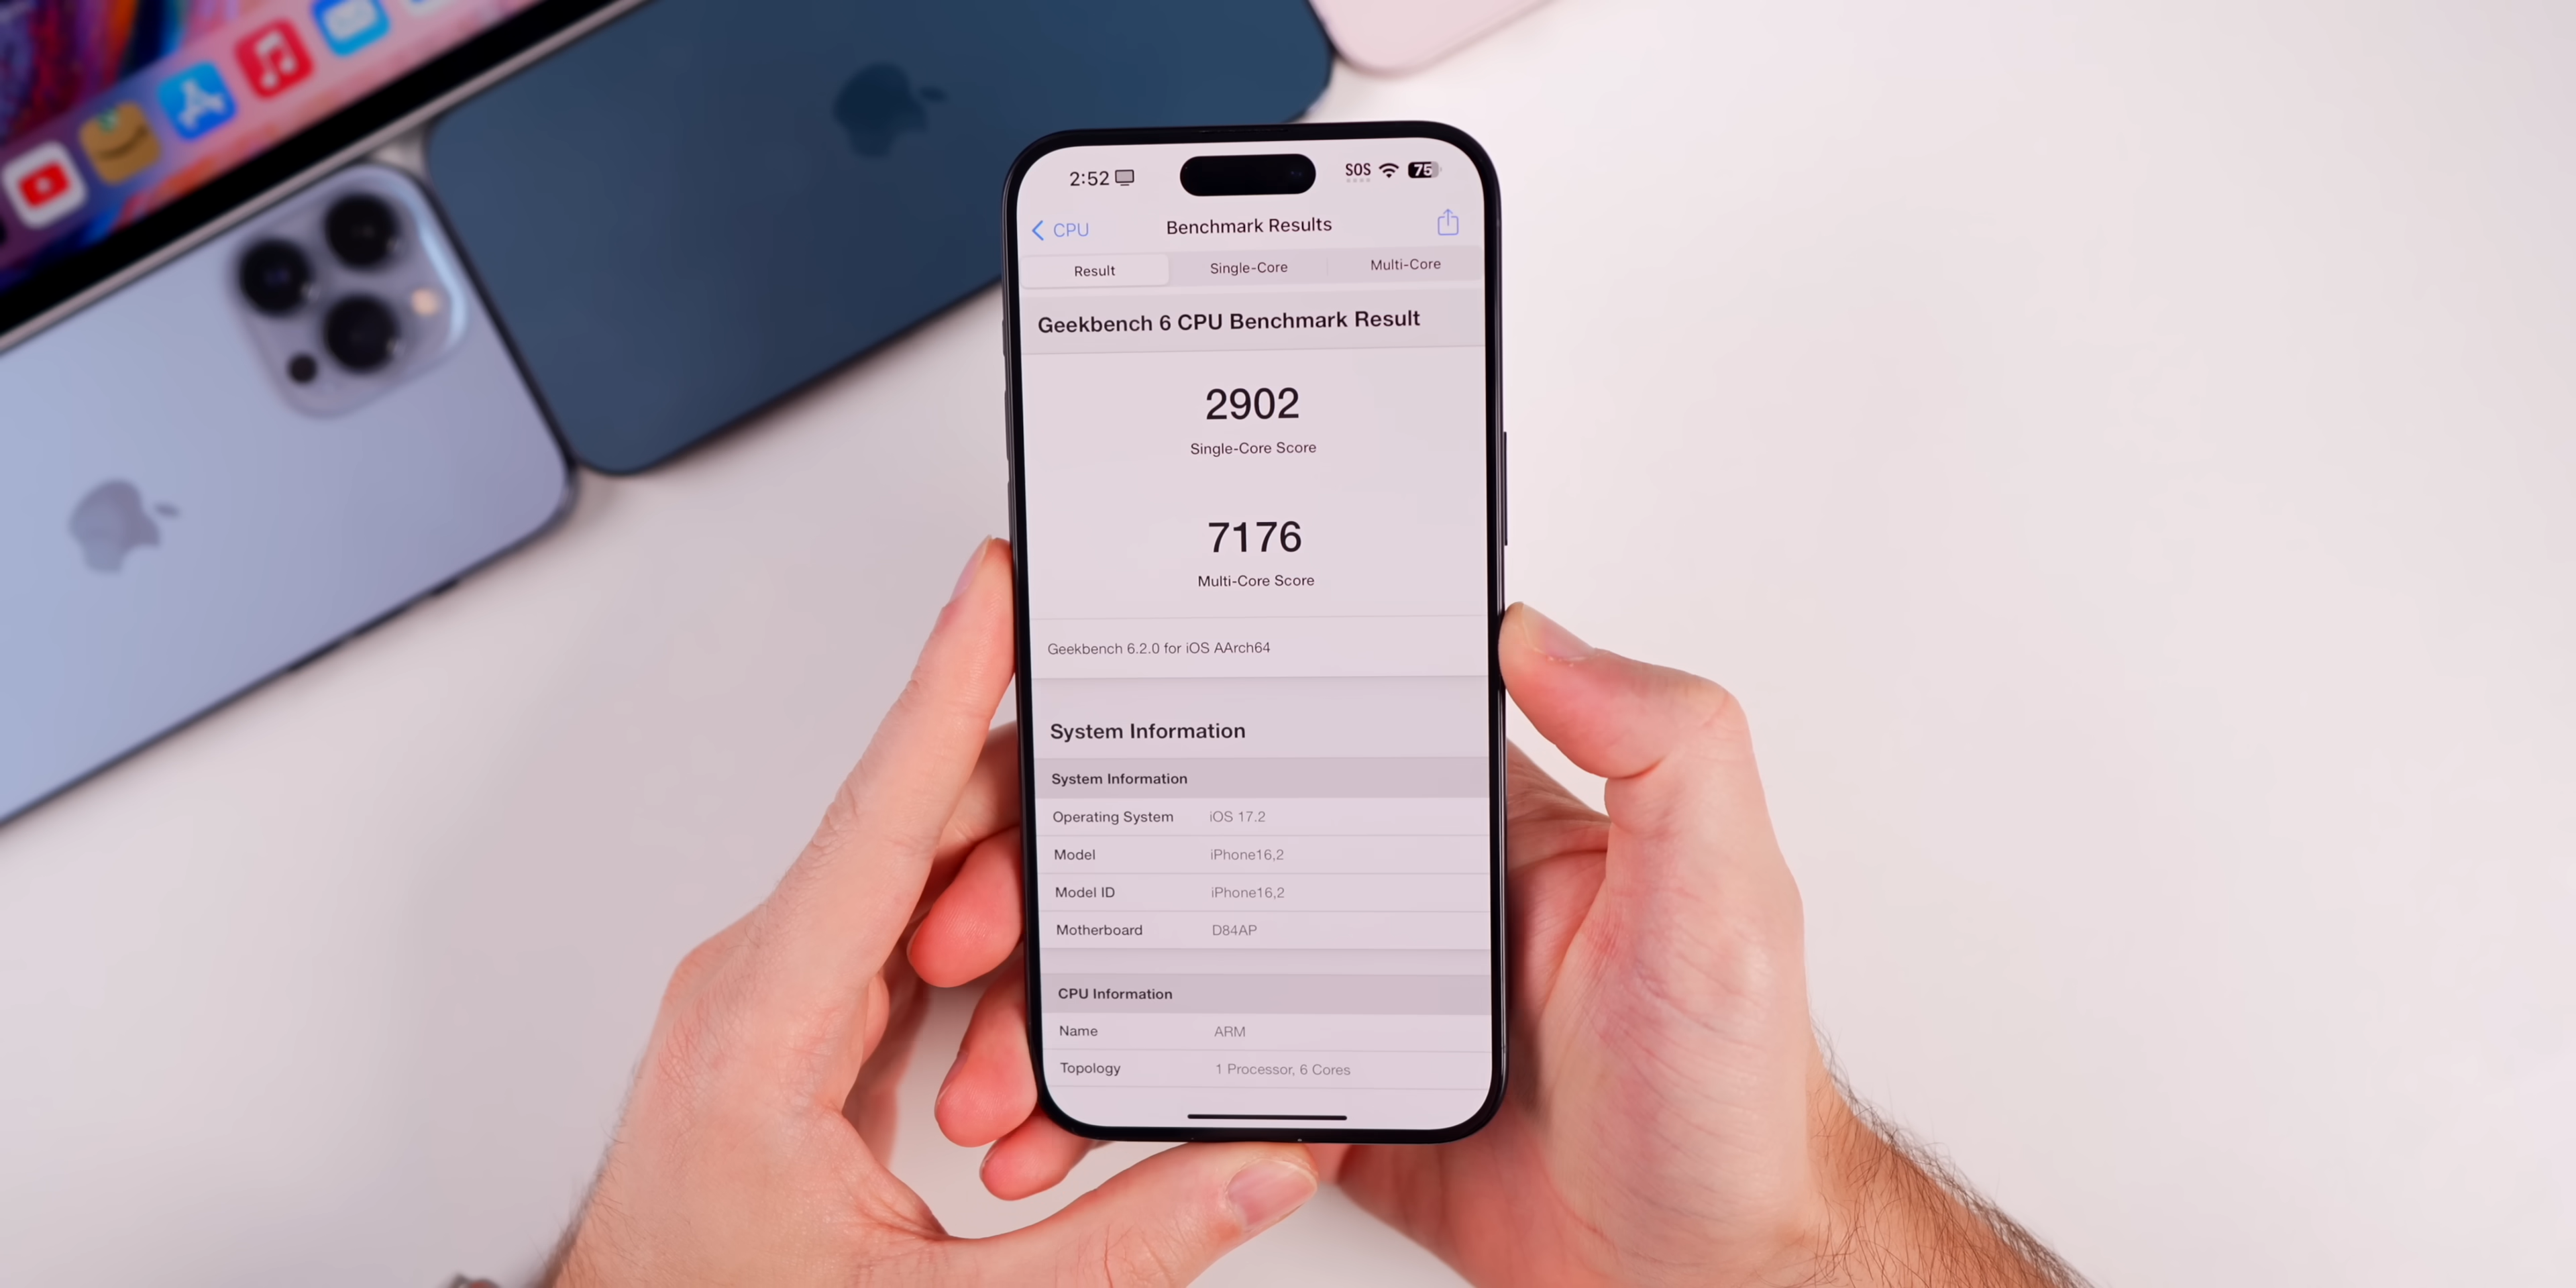 2:52
SOS 75
CPU
Benchmark Results
Result Single-Core Multi-Core
Geekbench 6 CPU Benchmark Result
2902
Single-Core Score
7176
Multi-Core Score
Geekbench 6.2.0 for iOS AArch64
System Information
System Information
Operating System iOS 17.2
Model iPhone16,2
Model ID iPhone16,2
Motherboard D84AP
CPU Information
Name ARM
Topology 1 Processor, 6 Cores